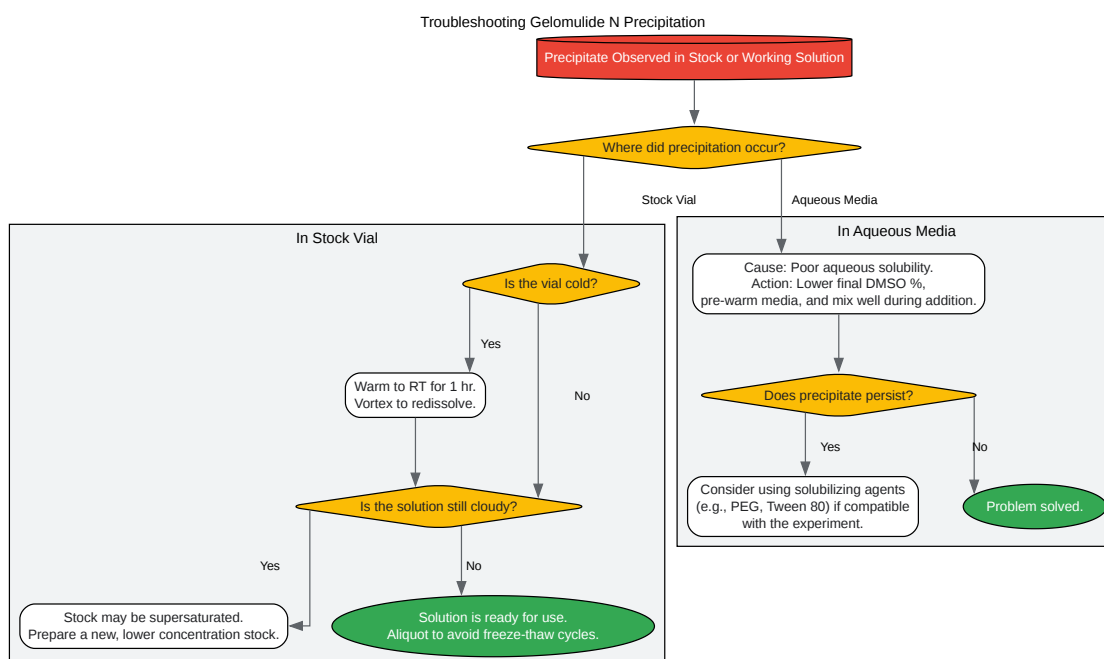 Troubleshooting Gelomulide N Precipitation
Precipitate Observed in Stock or Working Solution
Where did precipitation occur?
Stock Vial
Aqueous Media
In Stock Vial
Is the vial cold?
Yes
Warm to RT for 1 hr.
Vortex to redissolve.
No
Is the solution still cloudy?
Yes
No
Stock may be supersaturated.
Prepare a new, lower concentration stock.
Solution is ready for use.
Aliquot to avoid freeze-thaw cycles.
In Aqueous Media
Cause: Poor aqueous solubility.
Action: Lower final DMSO %,
pre-warm media, and mix well during addition.
Does precipitate persist?
Yes
No
Consider using solubilizing agents
(e.g., PEG, Tween 80) if compatible
with the experiment.
Problem solved.